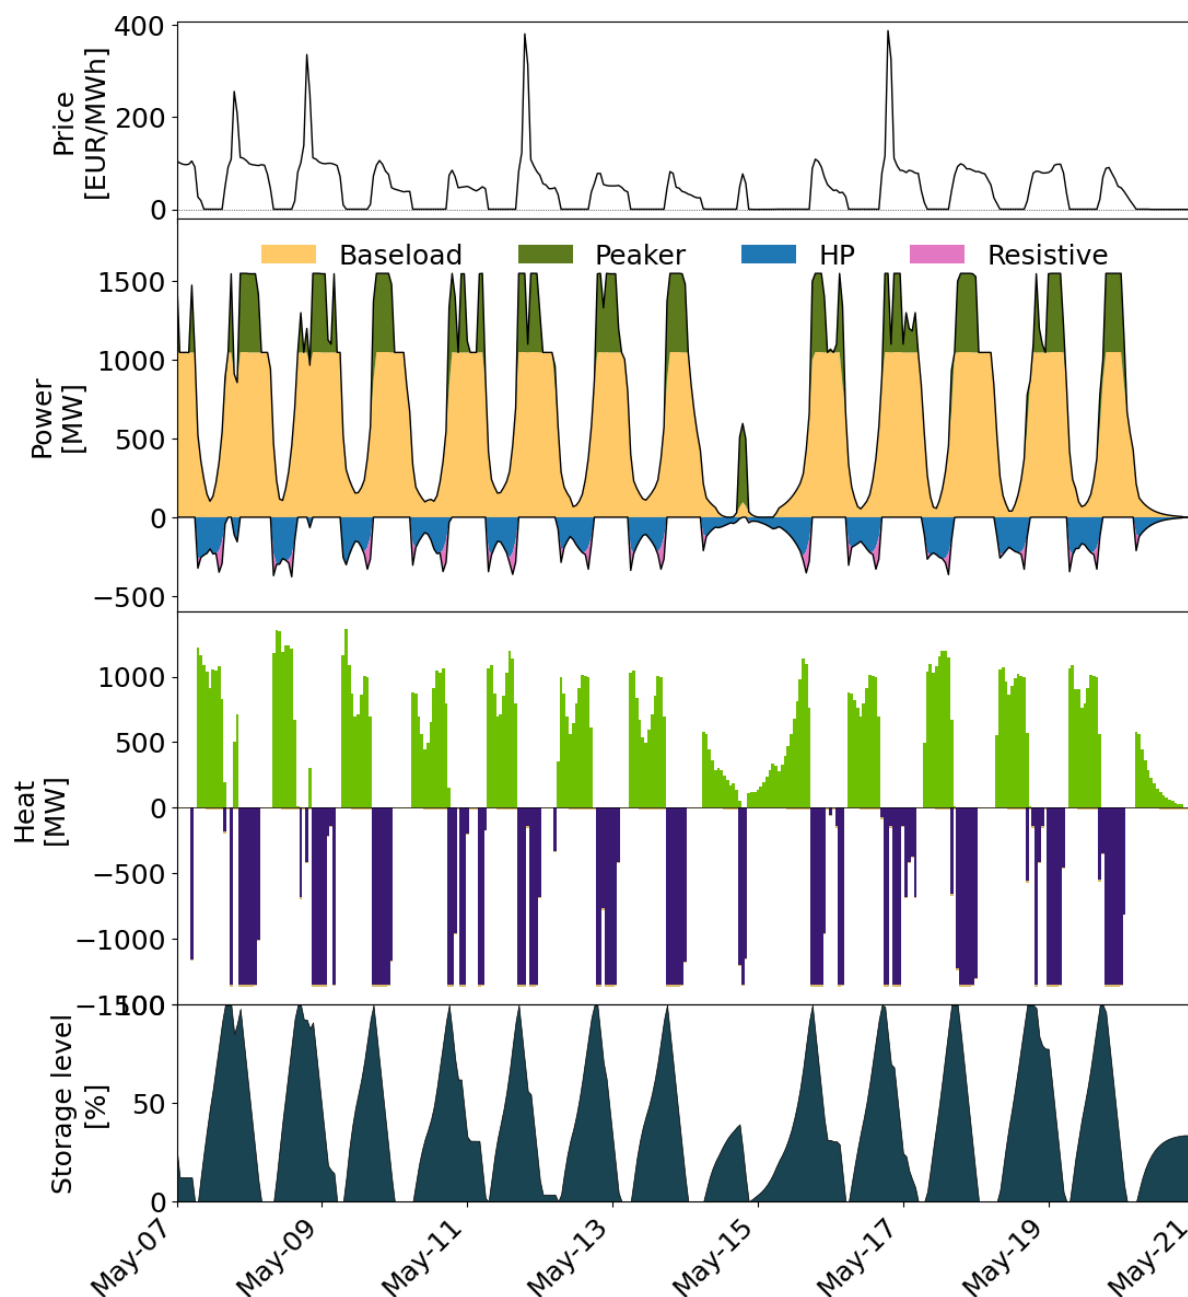 400
200
0
Price
[EUR/MWh]
Baseload
Peaker
HP
Resistive
1500
1000
500
0
−500
Power
[MW]
1000
500
0
−500
−1000
−1500
Heat
[MW]
100
50
0
Storage level
[%]
May-07
May-09
May-11
May-13
May-15
May-17
May-19
May-21